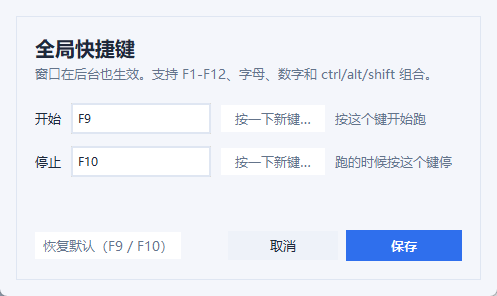 全局快捷键
窗口在后台也生效。支持 F1-F12、字母、数字和 ctrl/alt/shift 组合。
开始 F9 按一下新键... 按这个键开始跑
停止 F10 按一下新键... 跑的时候按这个键停
恢复默认（F9 / F10） 取消 保存